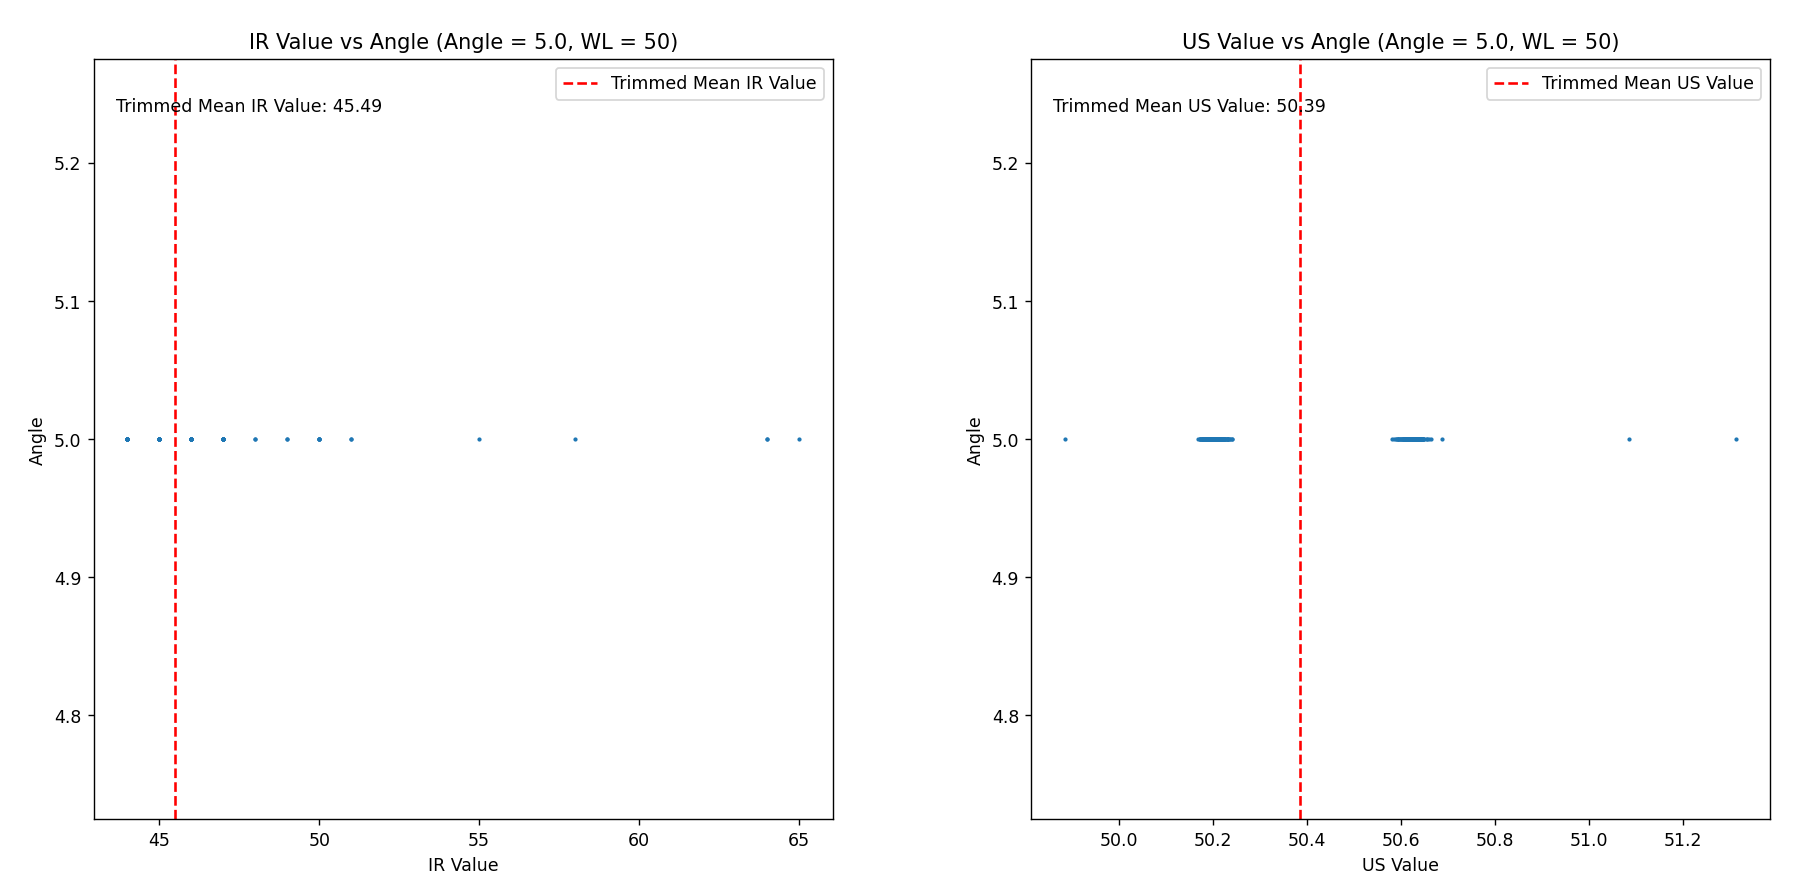 IR Value vs Angle (Angle = 5.0, WL = 50)
Trimmed Mean IR Value
Trimmed Mean IR Value: 45.49
5.2
5.1
5.0
4.9
4.8
Angle
45 50 55 60 65
IR Value
US Value vs Angle (Angle = 5.0, WL = 50)
Trimmed Mean US Value
Trimmed Mean US Value: 50.39
5.2
5.1
5.0
4.9
4.8
Angle
50.0 50.2 50.4 50.6 50.8 51.0 51.2
US Value